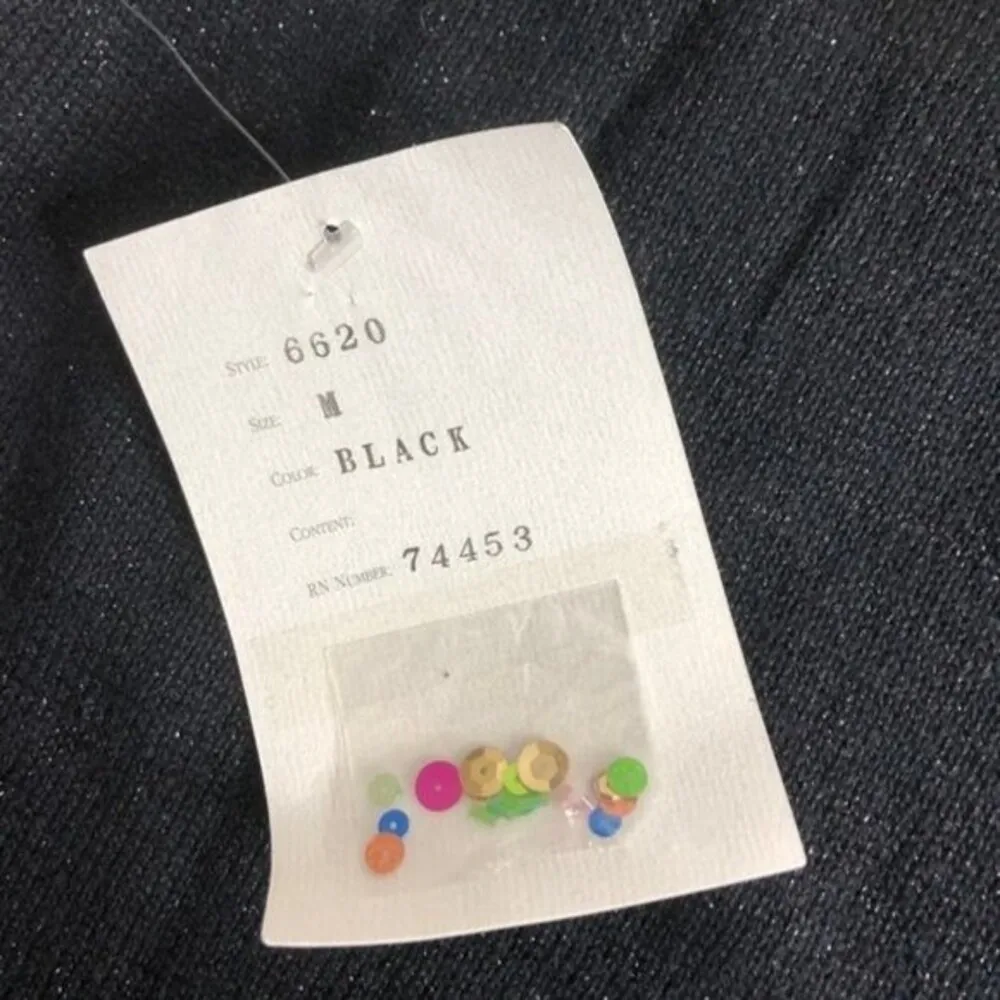 STYLE: 6620
SIZE: M
COLOR: BLACK
CONTENT:
RN NUMBER: 74453